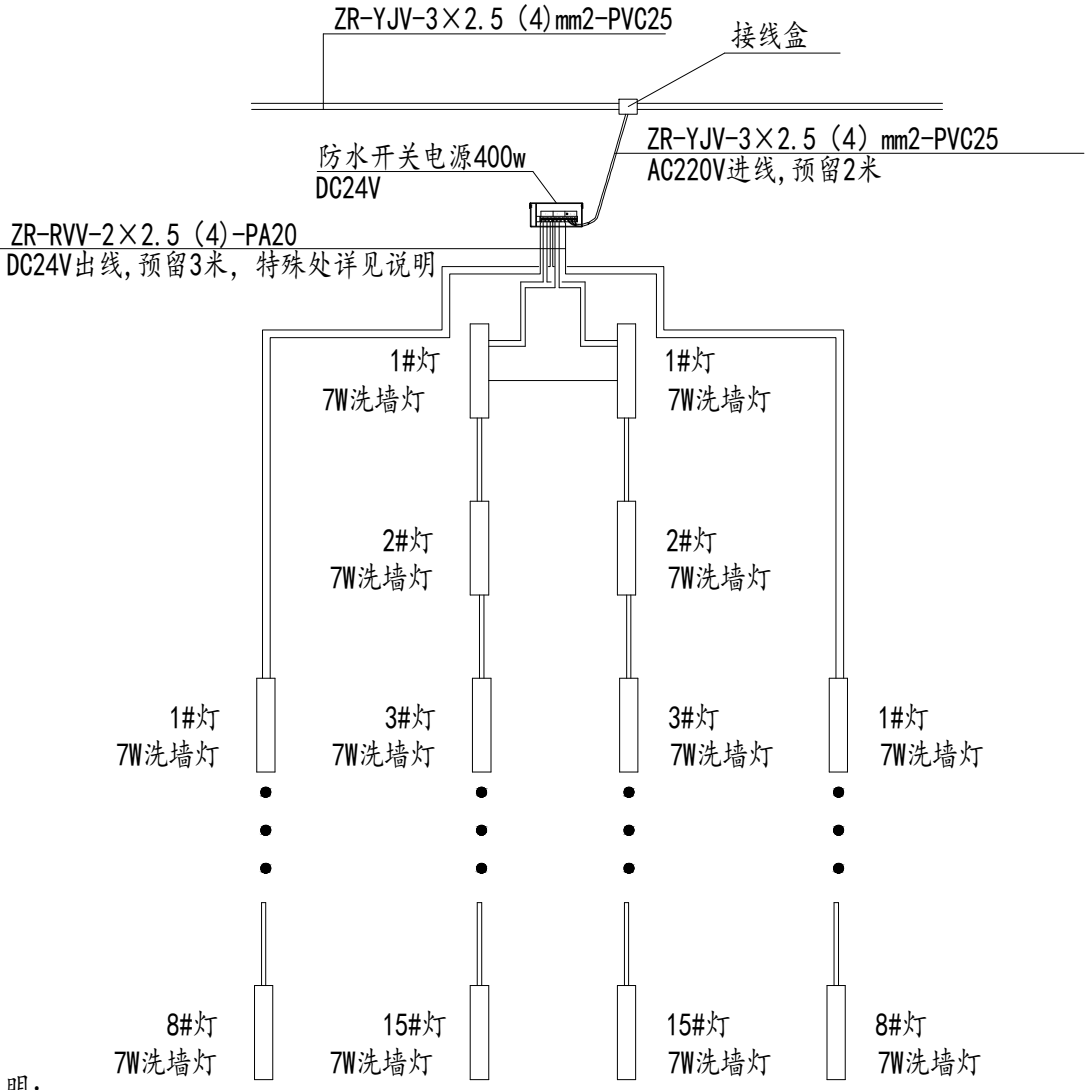 ZR-YJV-3×2.5 (4)mm2-PVC25
接线盒
ZR-YJV-3×2.5 (4) mm2-PVC25
AC220V进线,预留2米
防水开关电源400w
DC24V
ZR-RVV-2×2.5 (4)-PA20
DC24V出线,预留3米, 特殊处详见说明
1#灯
7W洗墙灯
1#灯
7W洗墙灯
2#灯
7W洗墙灯
2#灯
7W洗墙灯
1#灯
7W洗墙灯
3#灯
7W洗墙灯
3#灯
7W洗墙灯
1#灯
7W洗墙灯
8#灯
7W洗墙灯
15#灯
7W洗墙灯
15#灯
7W洗墙灯
8#灯
7W洗墙灯
明: